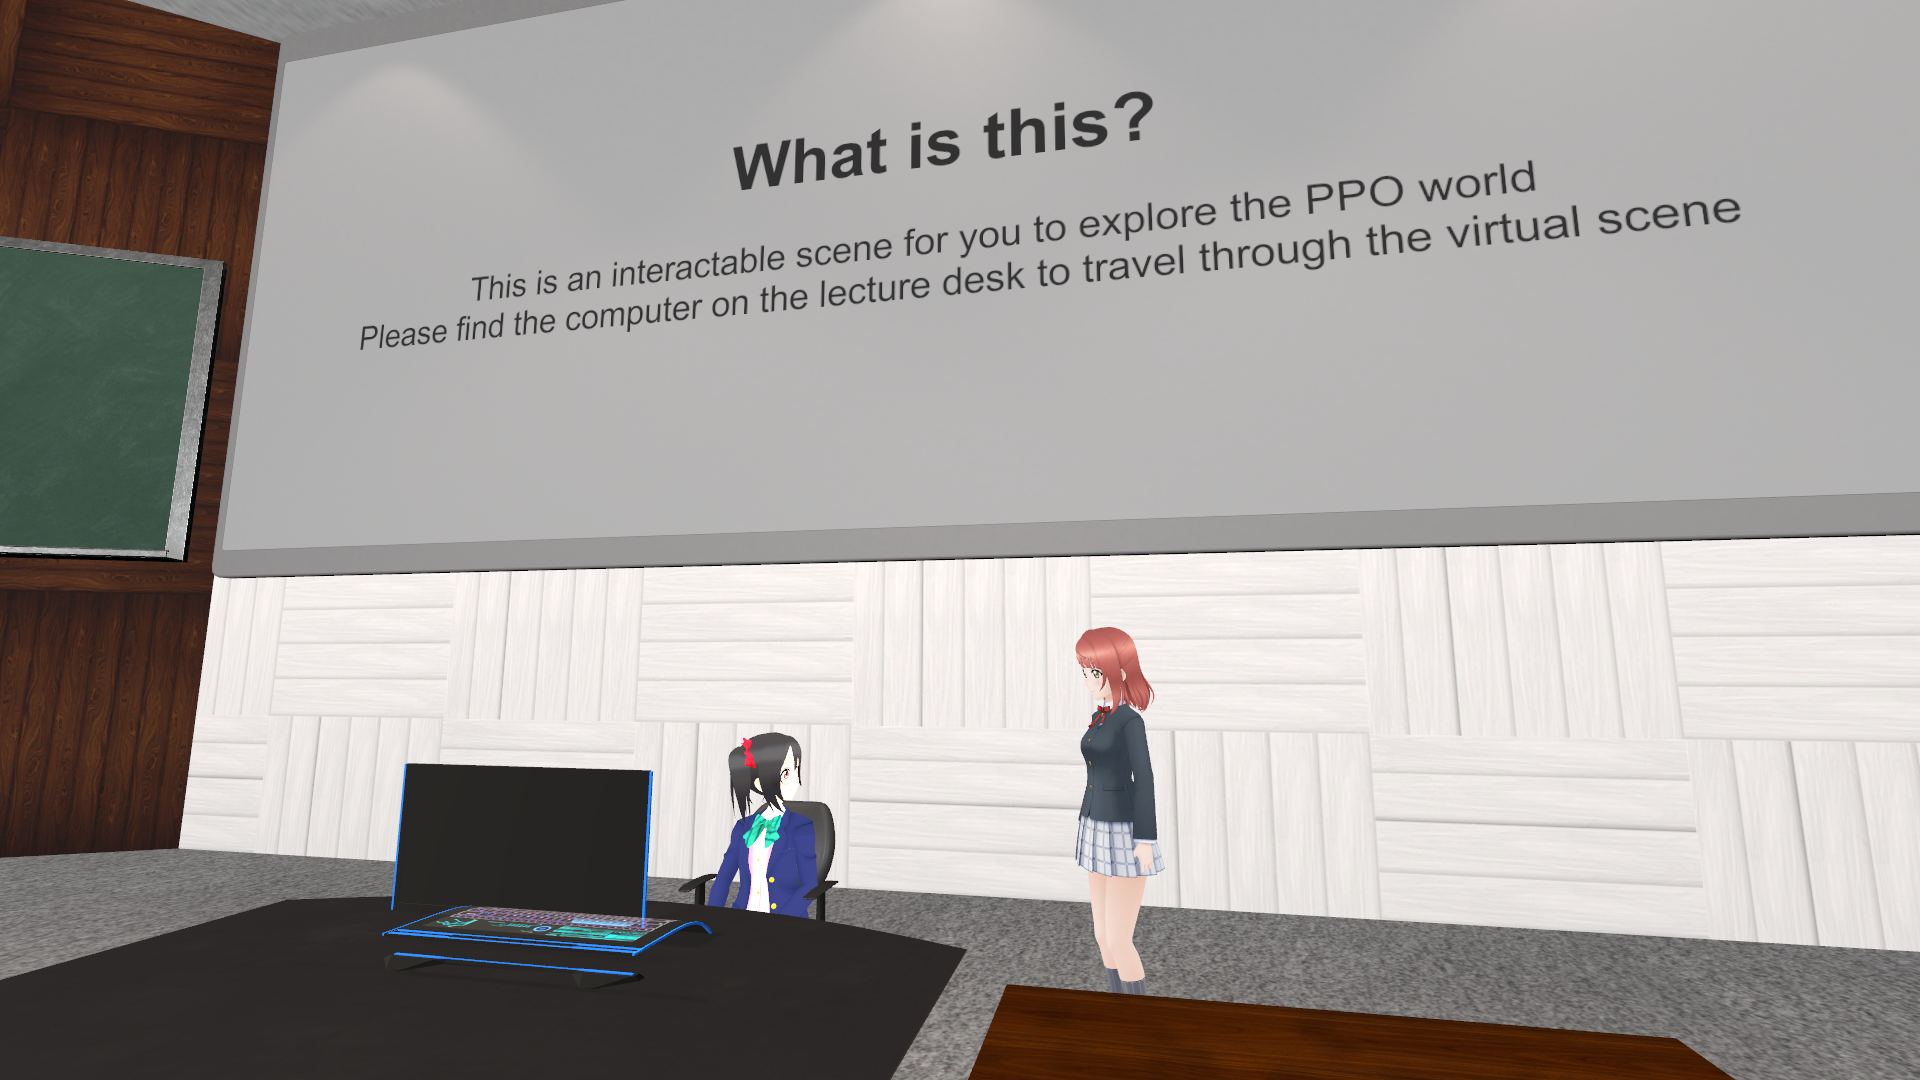 What is this?
This is an interactable scene for you to explore the PPO world
Please find the computer on the lecture desk to travel through the virtual scene